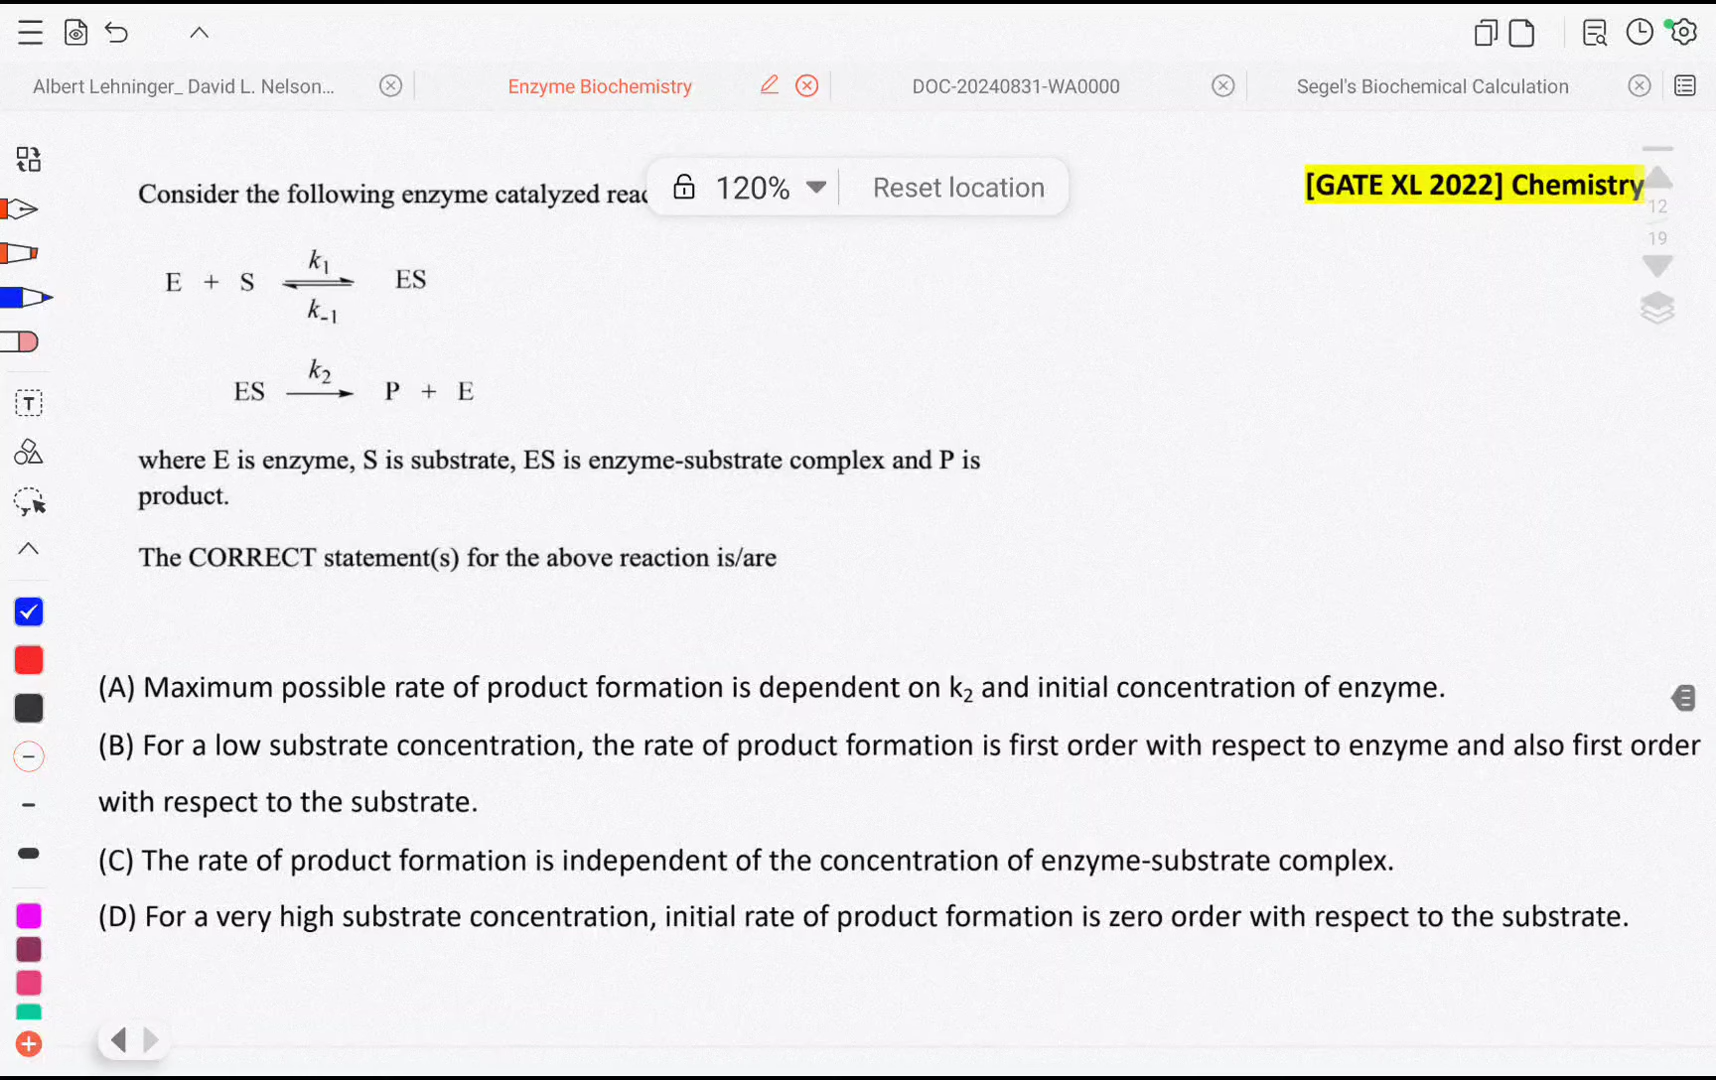 Albert Lehninger_ David L. Nelson...
Enzyme Biochemistry
DOC-20240831-WA0000
Segel's Biochemical Calculation
Consider the following enzyme catalyzed
120%
Reset location
[GATE XL 2022] Chemistry
12
19
k1
E + S ES
k-1
k2
ES P + E
T
where E is enzyme, S is substrate, ES is enzyme-substrate complex and P is
product.
The CORRECT statement(s) for the above reaction is/are
(A) Maximum possible rate of product formation is dependent on k2 and initial concentration of enzyme.
(B) For a low substrate concentration, the rate of product formation is first order with respect to enzyme and also first order
with respect to the substrate.
(C) The rate of product formation is independent of the concentration of enzyme-substrate complex.
(D) For a very high substrate concentration, initial rate of product formation is zero order with respect to the substrate.